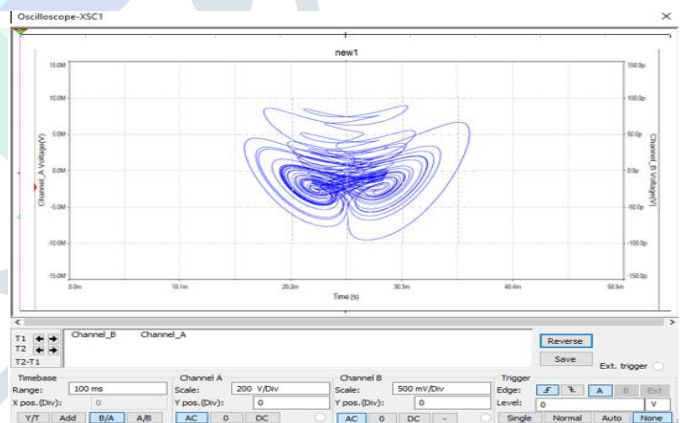 Oscilloscope-XSC1
new1
15.0M 150.0p
10.0M 100.0p
5.0M 50.0p
0.0M 0.0p
-5.0M -50.0p
-10.0M -100.0p
-15.0M -150.0p
Channel_A Voltage(V)
Channel_B Voltage(V)
0.0m 10.1m 20.2m 30.3m 40.4m 50.5m
Time (s)
T1
T2
T2-T1
Channel_B Channel_A
Reverse
Save
Ext. trigger
Timebase Channel A Channel B Trigger
Range: 100 ms Scale: 200 V/Div Scale: 500 mV/Div Edge: A B Ext
X pos.(Div): 0 Y pos.(Div): 0 Y pos.(Div): 0 Level: 0 V
Y/T Add B/A A/B AC 0 DC AC 0 DC - Single Normal Auto None